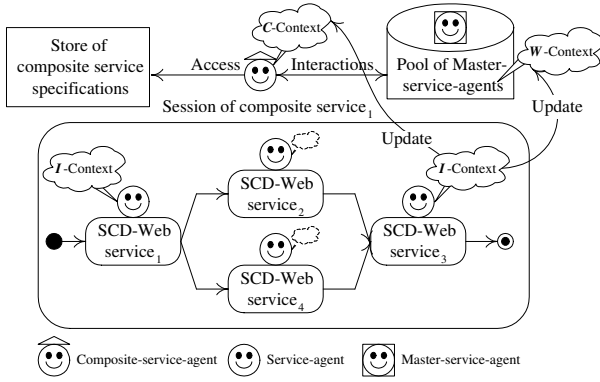 C-Context
W-Context
Store of
composite service
specifications
Access
Interactions
Pool of Master-
service-agents
Update
Session of composite service1
Update
I-Context
I-Context
SCD-Web
service2
SCD-Web
service1
SCD-Web
service3
SCD-Web
service4
Composite-service-agent
Service-agent
Master-service-agent